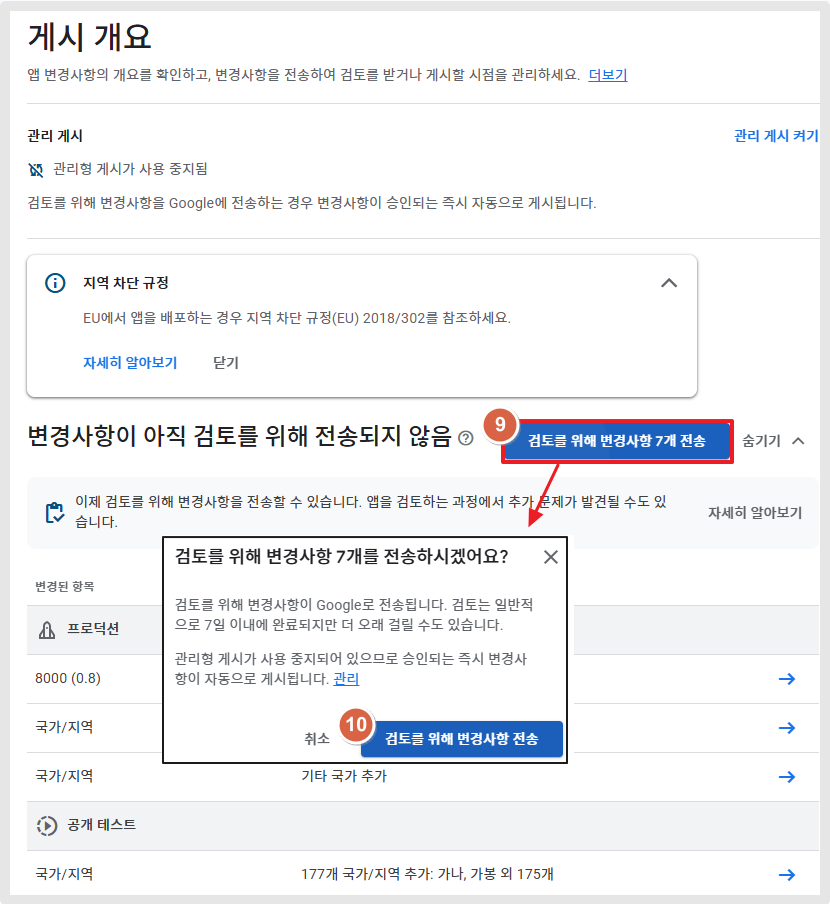 게시 개요
앱 변경사항의 개요를 확인하고, 변경사항을 전송하여 검토를 받거나 게시할 시점을 관리하세요. 더보기
관리 게시
관리 게시 켜기
관리형 게시가 사용 중지됨
검토를 위해 변경사항을 Google에 전송하는 경우 변경사항이 승인되는 즉시 자동으로 게시됩니다.
지역 차단 규정
EU에서 앱을 배포하는 경우 지역 차단 규정(EU) 2018/302를 참조하세요.
자세히 알아보기 닫기
변경사항이 아직 검토를 위해 전송되지 않음
9
검토를 위해 변경사항 7개 전송
숨기기
이제 검토를 위해 변경사항을 전송할 수 있습니다. 앱을 검토하는 과정에서 추가 문제가 발견될 수도 있
습니다.
자세히 알아보기
검토를 위해 변경사항 7개를 전송하시겠어요?
검토를 위해 변경사항이 Google로 전송됩니다. 검토는 일반적
으로 7일 이내에 완료되지만 더 오래 걸릴 수도 있습니다.
관리형 게시가 사용 중지되어 있으므로 승인되는 즉시 변경사
항이 자동으로 게시됩니다. 관리
취소
10
검토를 위해 변경사항 전송
변경된 항목
프로덕션
8000 (0.8)
국가/지역
국가/지역 기타 국가 추가
공개 테스트
국가/지역 177개 국가/지역 추가: 가나, 가봉 외 175개